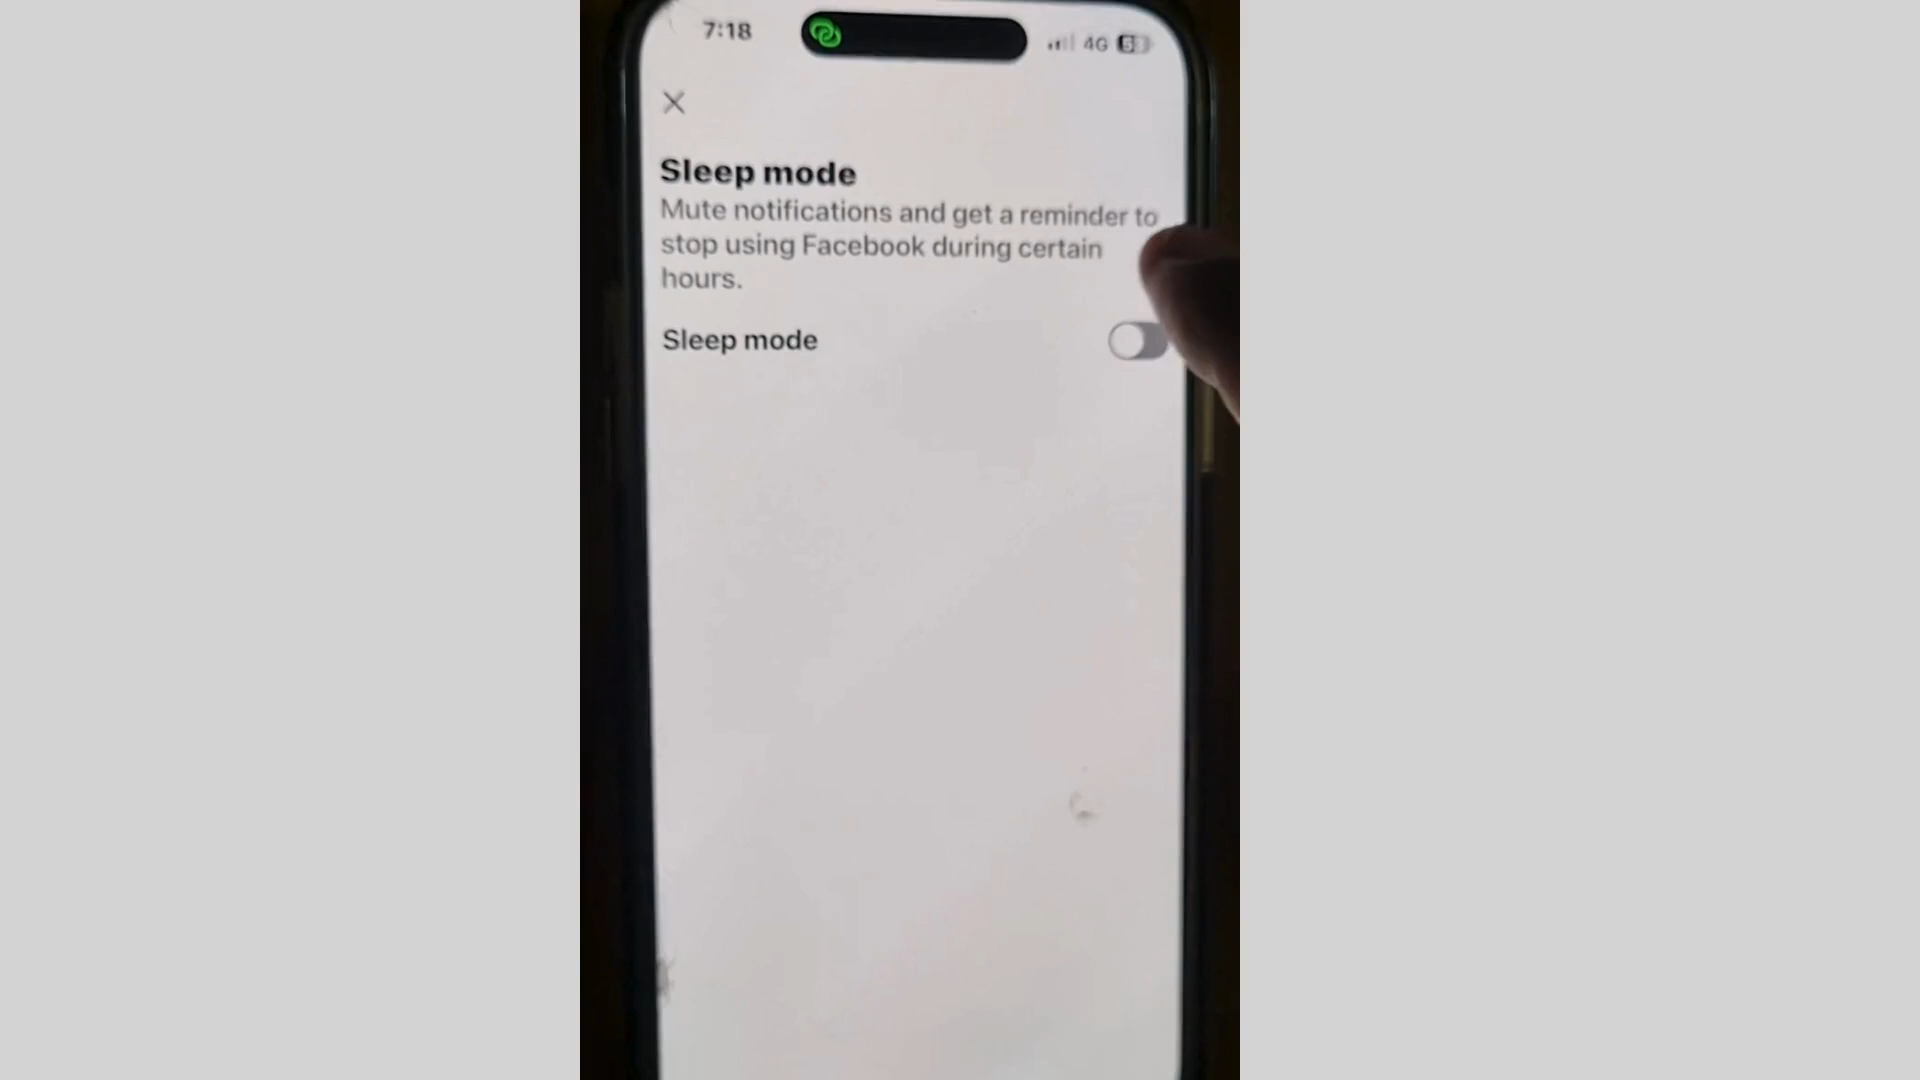 7:18
4G
Sleep mode
Mute notifications and get a reminder to
stop using Facebook during certain
hours.
Sleep mode